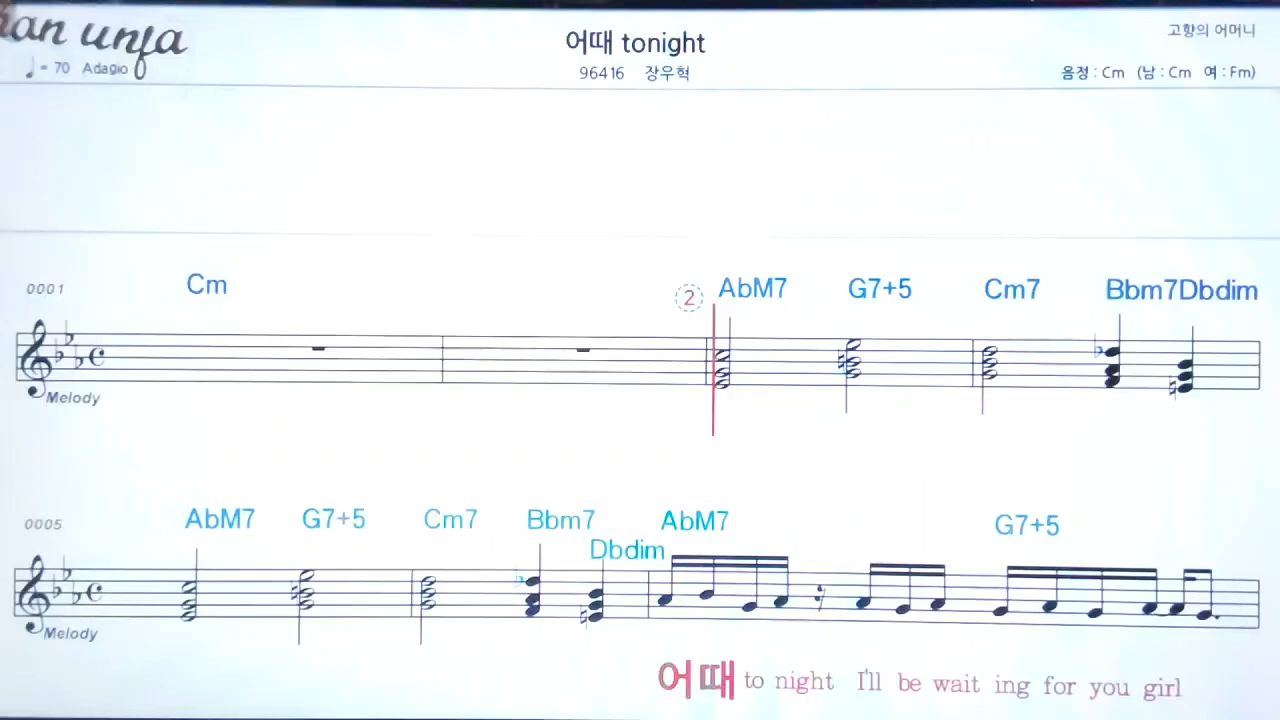 어때 tonight
고향의 어머니
♩= 70 Adagio
96416 장우혁
음정 : Cm (남 : Cm 여 : Fm)
0001 Cm ② AbM7 G7+5 Cm7 Bbm7Dbdim
Melody
0005 AbM7 G7+5 Cm7 Bbm7 Dbdim AbM7 G7+5
Melody
어때 to night I'll be wait ing for you girl